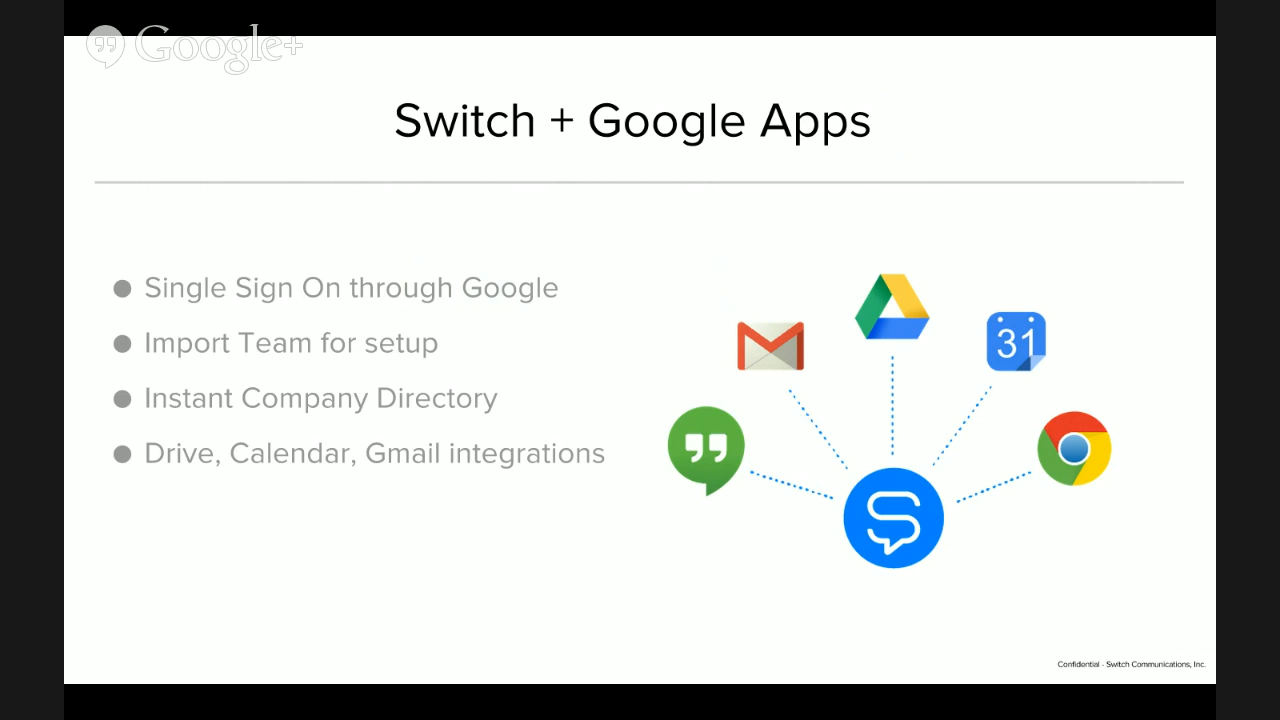 Google+
Switch + Google Apps
Single Sign On through Google
Import Team for setup
Instant Company Directory
Drive, Calendar, Gmail integrations
31
Confidential - Switch Communications, Inc.